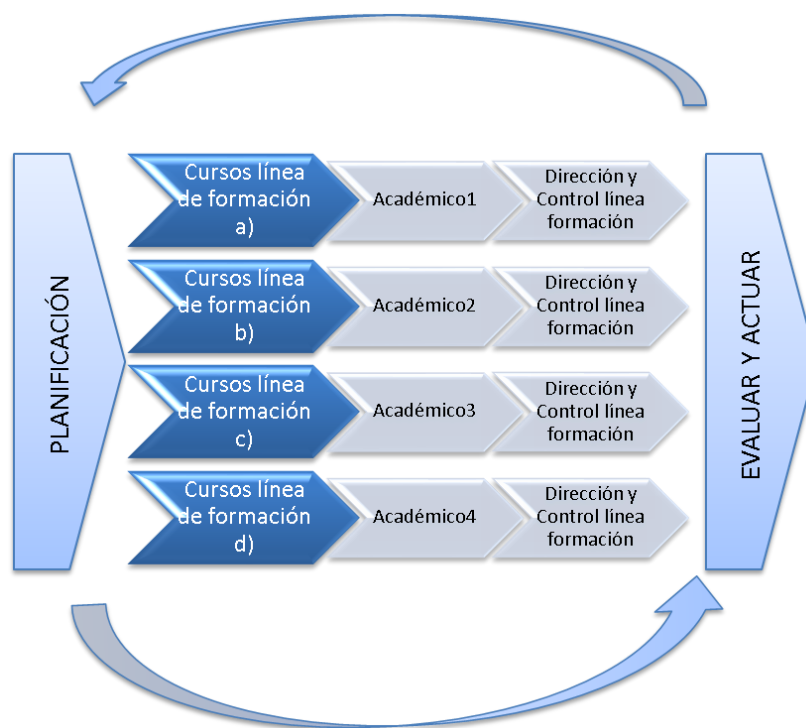 PLANIFICACIÓN
Cursos línea
de formación
a)
Académico1
Dirección y
Control línea
formación
Cursos línea
de formación
b)
Académico2
Dirección y
Control línea
formación
Cursos línea
de formación
c)
Académico3
Dirección y
Control línea
formación
Cursos línea
de formación
d)
Académico4
Dirección y
Control línea
formación
EVALUAR Y ACTUAR